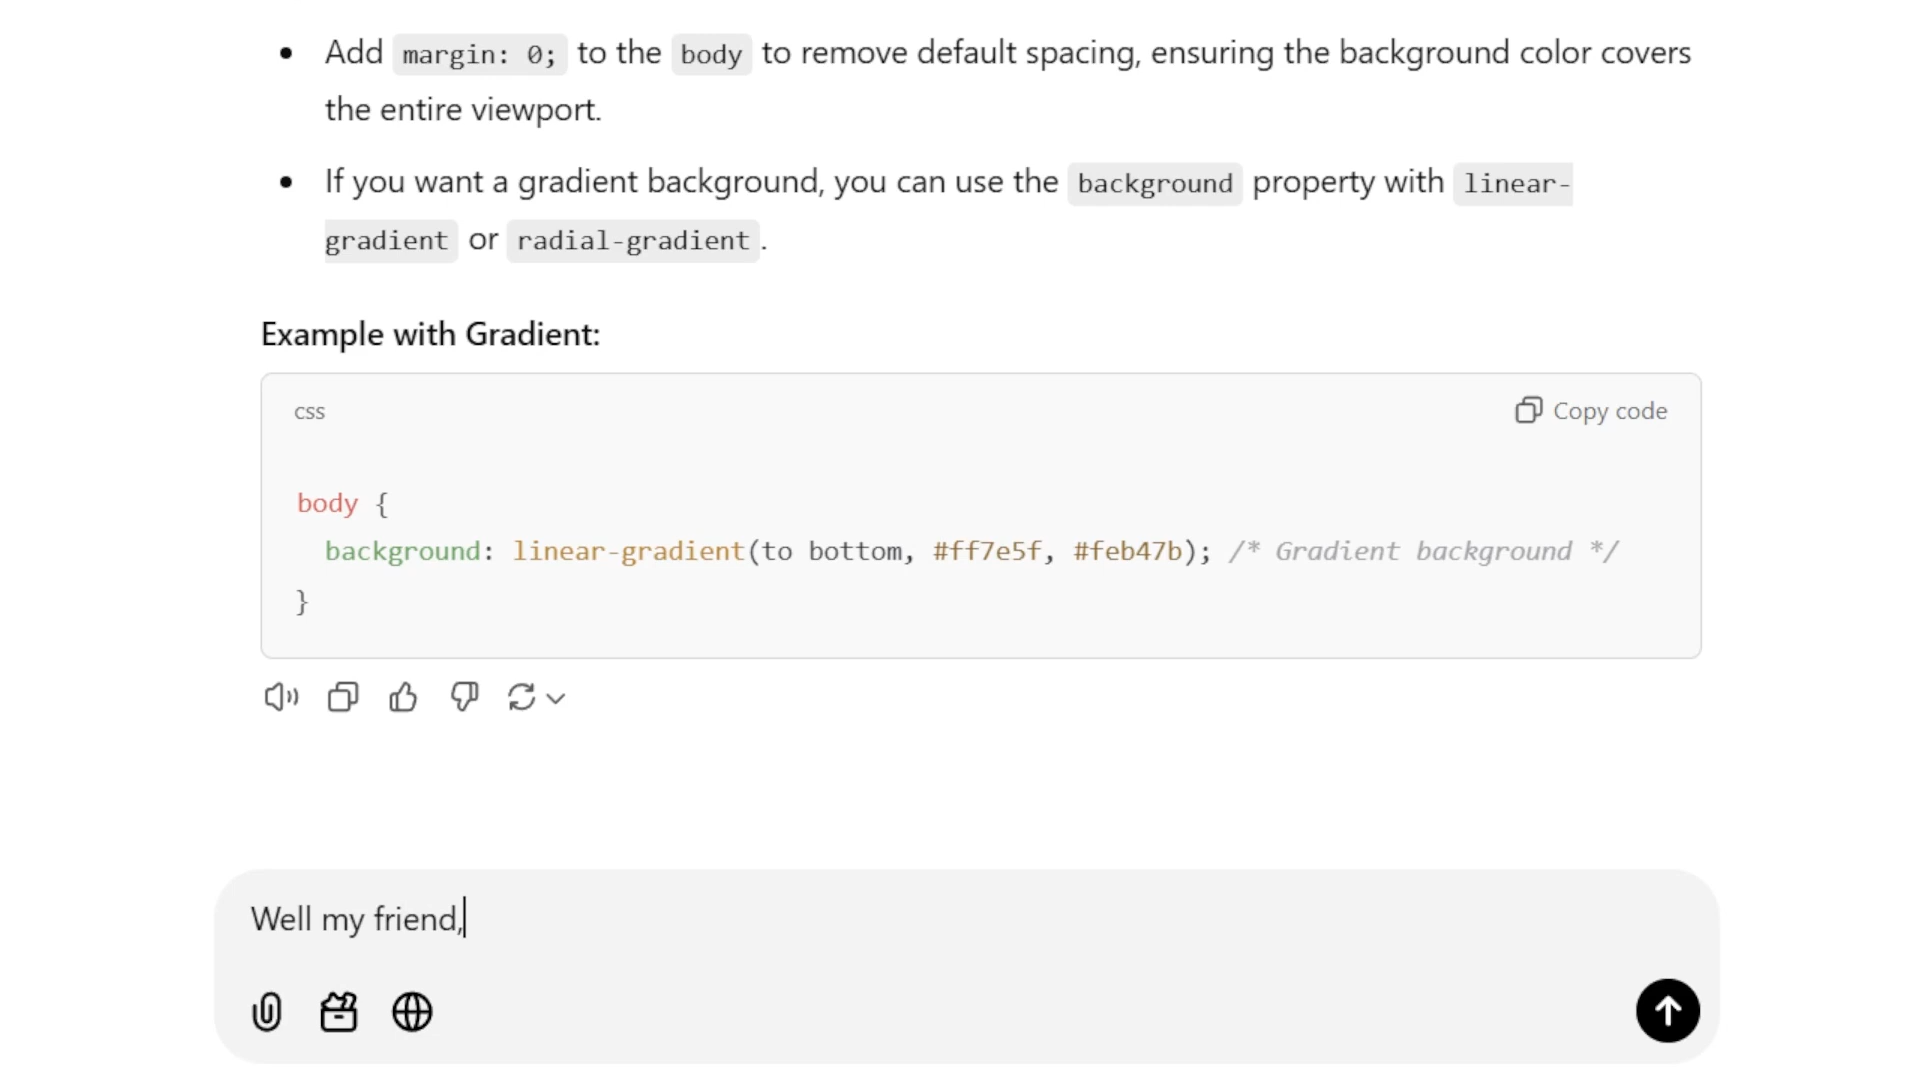 Add margin: 0; to the body to remove default spacing, ensuring the background color covers
the entire viewport.
If you want a gradient background, you can use the background property with linear-
gradient or radial-gradient.
Example with Gradient:
css
Copy code
body {
background: linear-gradient(to bottom, #ff7e5f, #feb47b); /* Gradient background */
}
Well my friend,